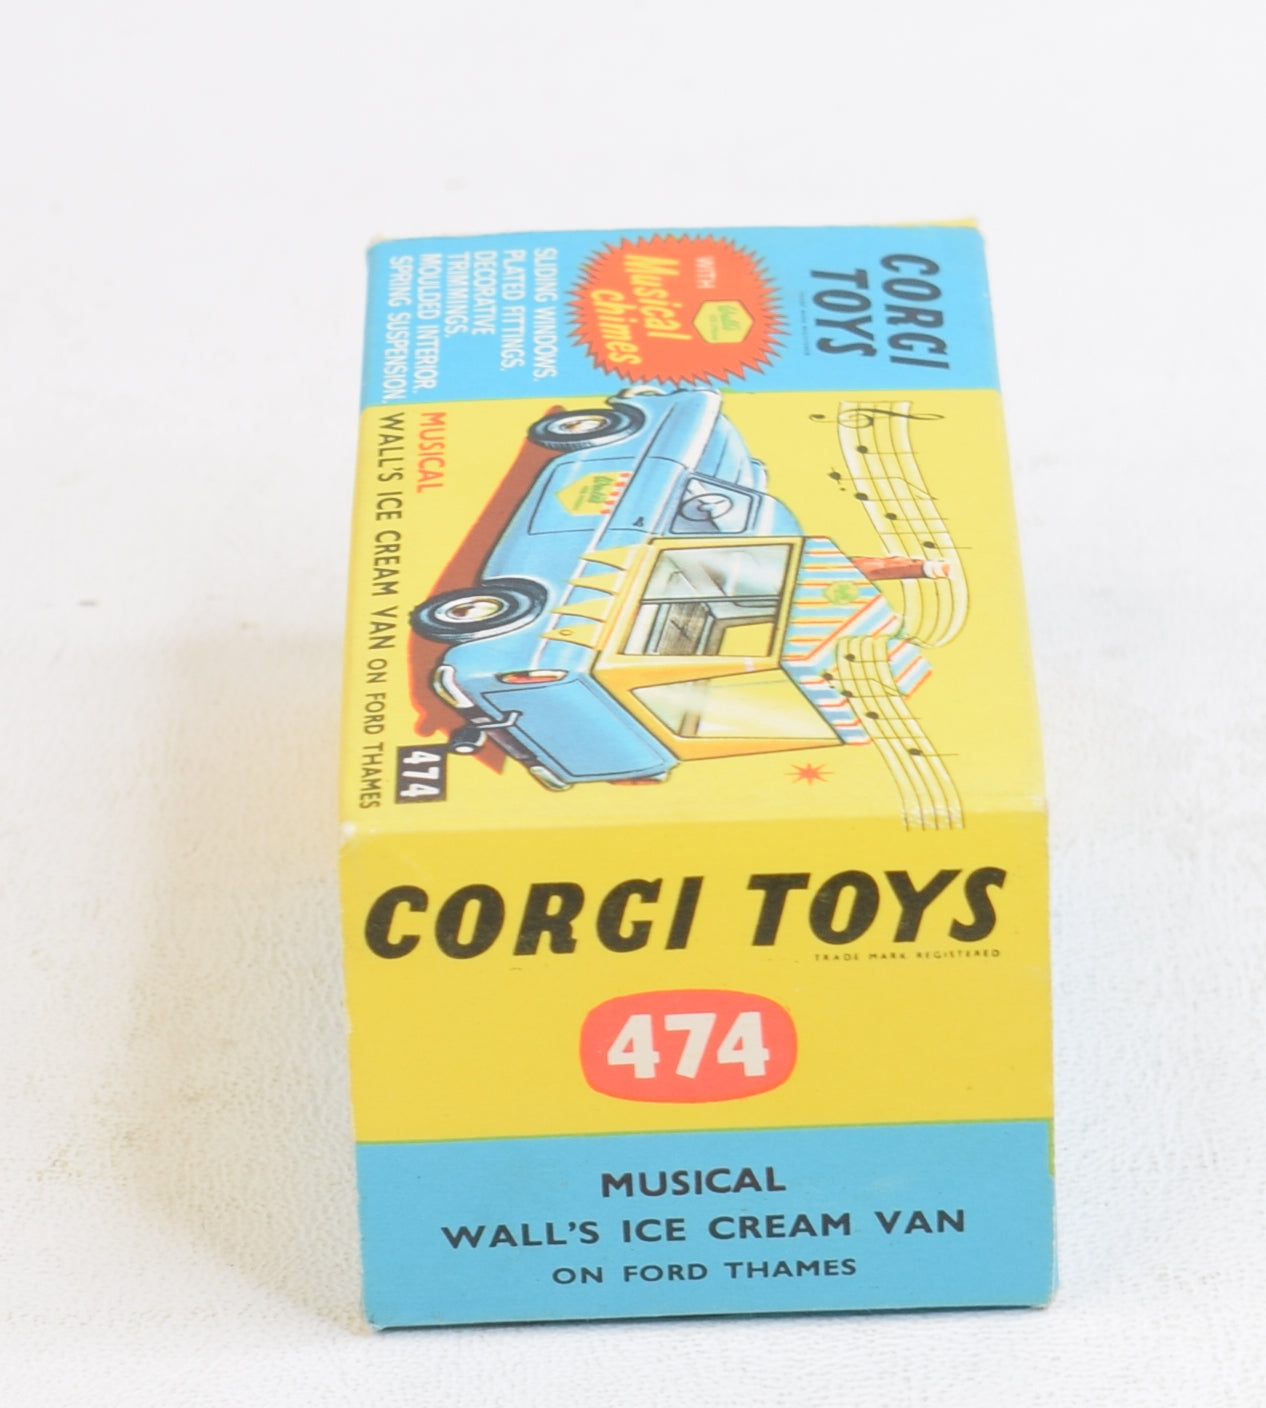 CORGI
TOYS
WITH
Wall's
Musical
chimes
SLIDING WINDOWS.
PLATED FITTINGS.
DECORATIVE
TRIMMINGS.
MOULDED INTERIOR.
SPRING SUSPENSION.
Wall's
MUSICAL
WALL'S ICE CREAM VAN ON FORD THAMES
474
CORGI TOYS
TRADE MARK REGISTERED
474
MUSICAL
WALL'S ICE CREAM VAN
ON FORD THAMES